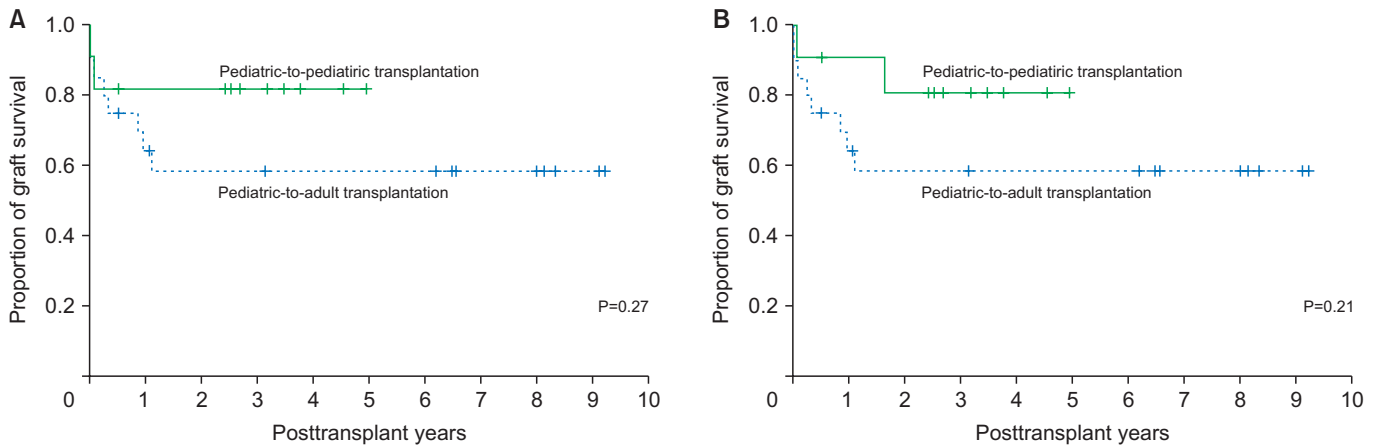 A
Proportion of graft survival
1.0
0.8
0.6
0.4
0.2
0
1
2
3
4
5
6
7
8
9
10
Posttransplant years
Pediatric-to-pediatiric transplantation
Pediatric-to-adult transplantation
P=0.27
B
Proportion of graft survival
1.0
0.8
0.6
0.4
0.2
0
1
2
3
4
5
6
7
8
9
10
Posttransplant years
Pediatric-to-pediatiric transplantation
Pediatric-to-adult transplantation
P=0.21